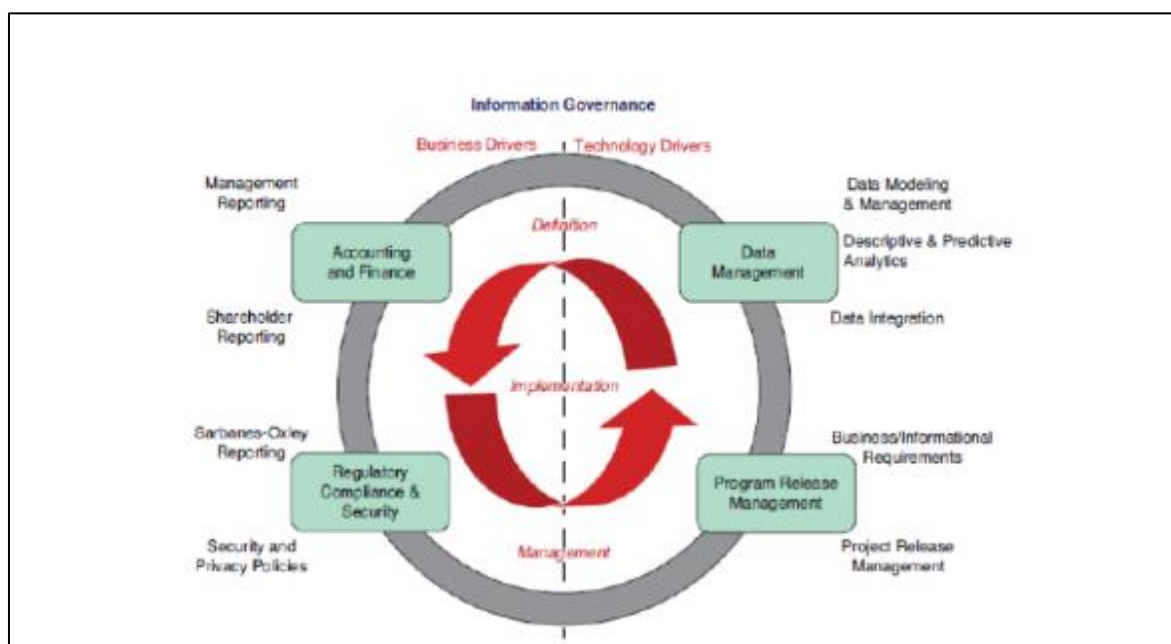 Information Governance
Business Drivers
Technology Drivers
Management
Reporting
Data Modeling
& Management
Definition
Accounting
and Finance
Data
Management
Descriptive & Predictive
Analytics
Shareholder
Reporting
Data Integration
Implementation
Sarbanes-Oxley
Reporting
Business/Informational
Requirements
Regulatory
Compliance &
Security
Program Release
Management
Security and
Privacy Policies
Management
Project Release
Management